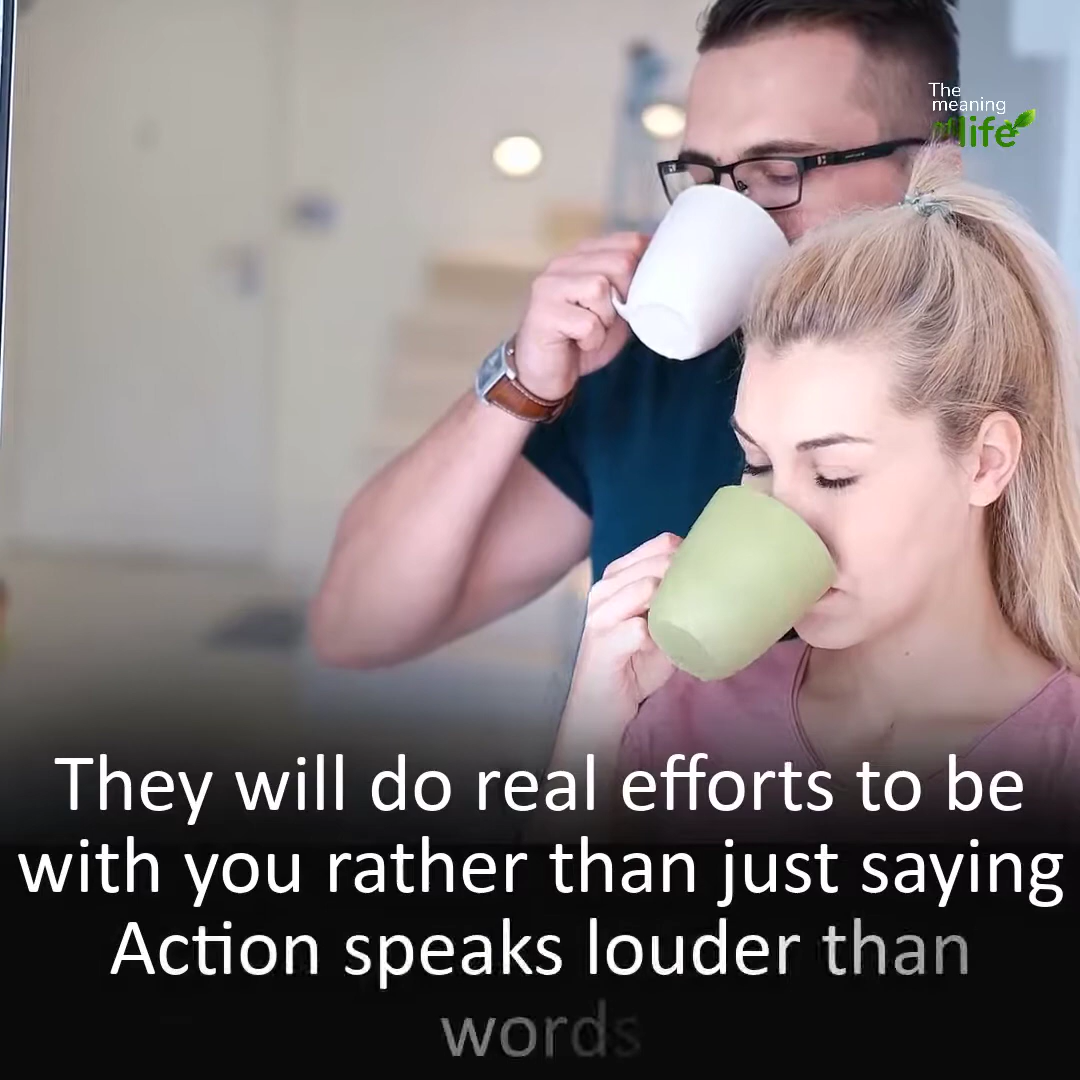 The
meaning
of life
They will do real efforts to be
with you rather than just saying
Action speaks louder than
words